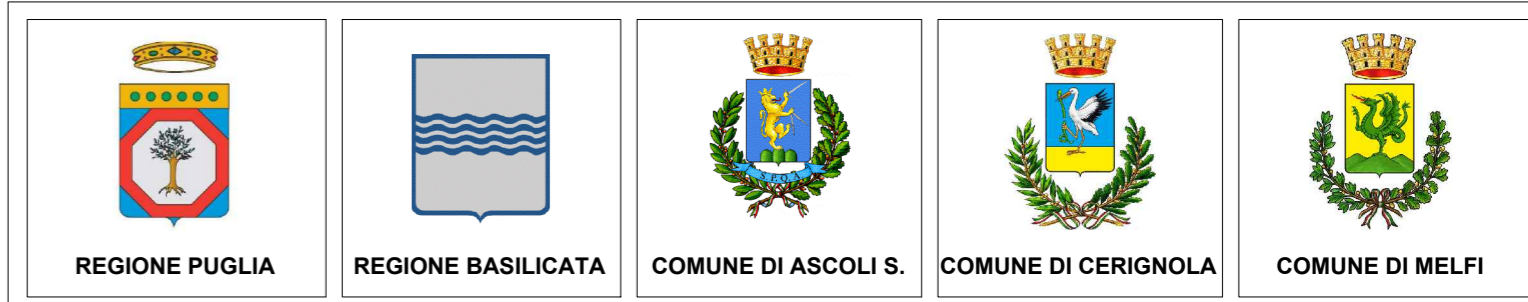 REGIONE PUGLIA
REGIONE BASILICATA
S.P.Q.A
COMUNE DI ASCOLI S.
COMUNE DI CERIGNOLA
COMUNE DI MELFI